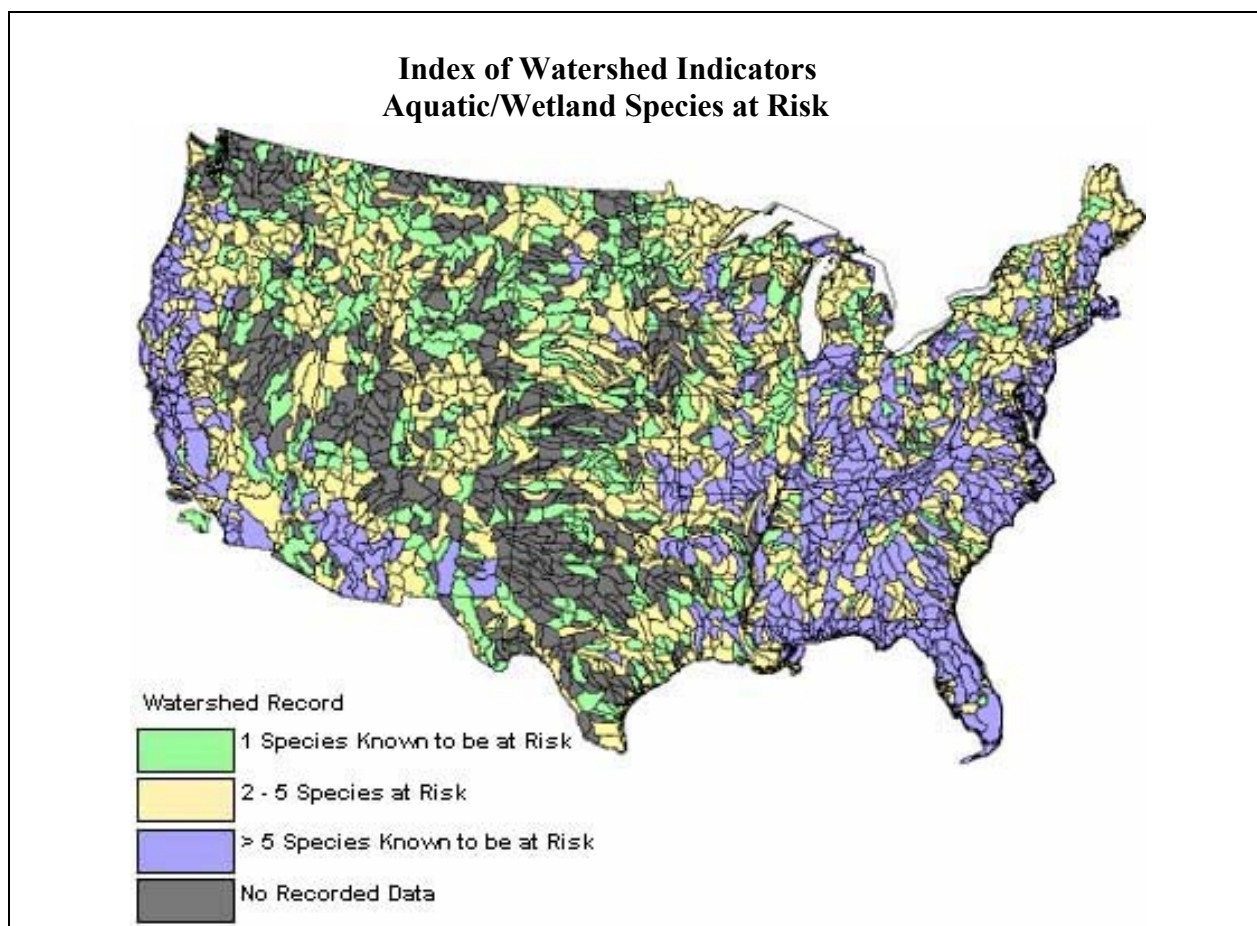 Index of Watershed Indicators
Aquatic/Wetland Species at Risk
Watershed Record
1 Species Known to be at Risk
2 - 5 Species at Risk
> 5 Species Known to be at Risk
No Recorded Data